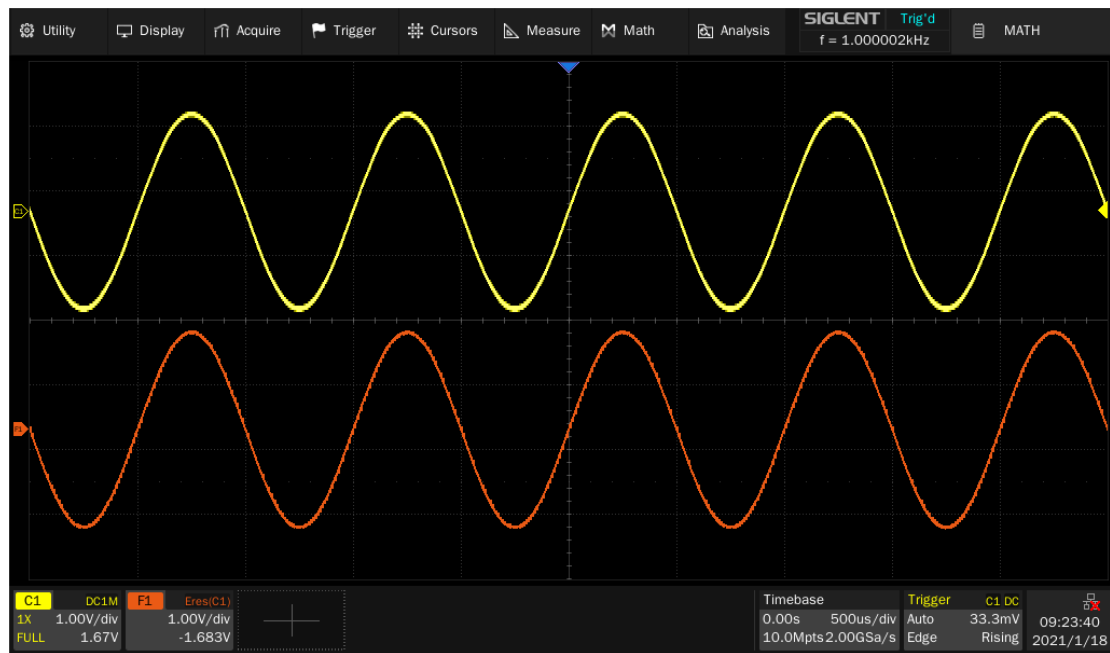 Utility Display Acquire Trigger Cursors Measure Math Analysis SIGLENT Trig'd MATH
f = 1.000002kHz
C1
F1
C1 DC1M F1 Eres(C1) Timebase Trigger C1 DC
1X 1.00V/div 1.00V/div 0.00s 500us/div Auto 33.3mV 09:23:40
FULL 1.67V -1.683V 10.0Mpts 2.00GSa/s Edge Rising 2021/1/18